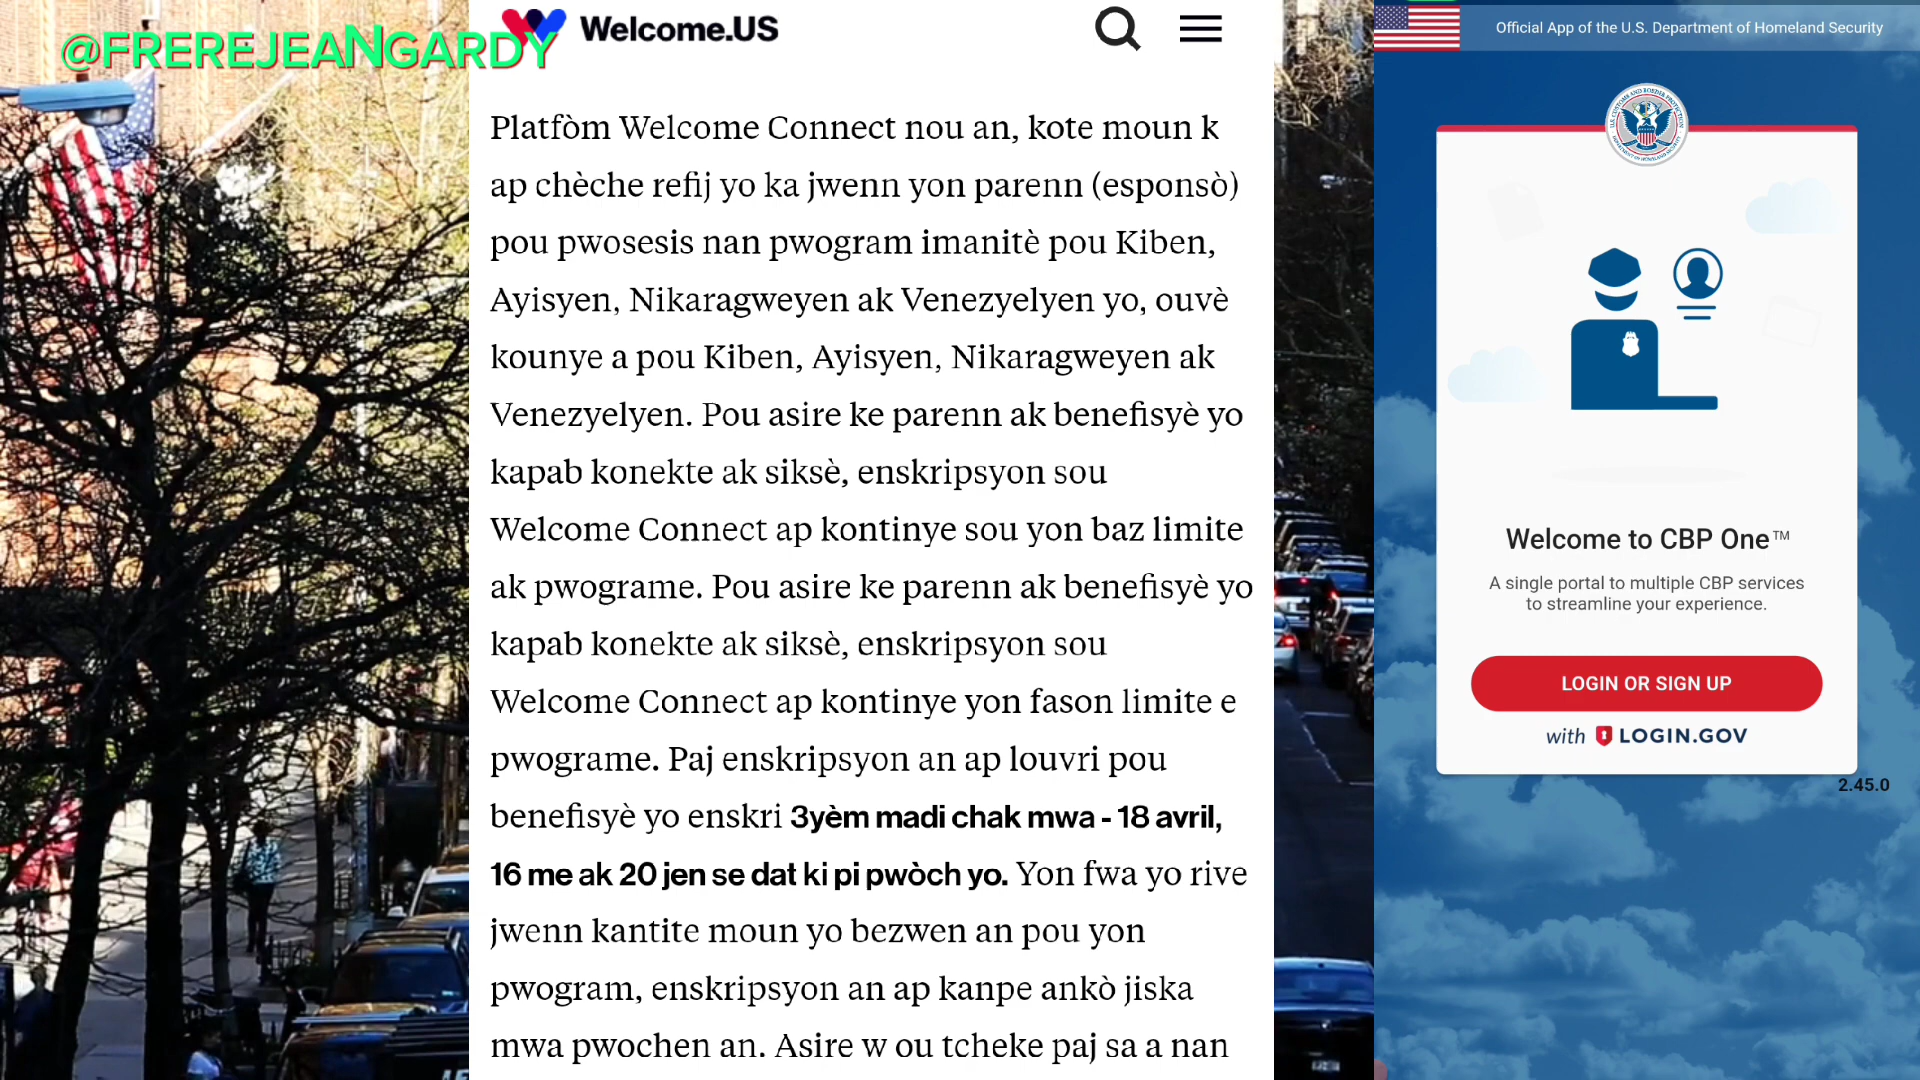 @FREREJEANGARDY
Welcome.US
Platfòm Welcome Connect nou an, kote moun k
ap chèche refij yo ka jwenn yon parenn (esponsò)
pou pwosesis nan pwogram imanitè pou Kiben,
Ayisyen, Nikaragweyen ak Venezyelyen yo, ouvè
kounye a pou Kiben, Ayisyen, Nikaragweyen ak
Venezyelyen. Pou asire ke parenn ak benefisyè yo
kapab konekte ak siksè, enskripsyon sou
Welcome Connect ap kontinye sou yon baz limite
ak pwograme. Pou asire ke parenn ak benefisyè yo
kapab konekte ak siksè, enskripsyon sou
Welcome Connect ap kontinye yon fason limite e
pwograme. Paj enskripsyon an ap louvri pou
benefisyè yo enskri 3yèm madi chak mwa - 18 avril,
16 me ak 20 jen se dat ki pi pwòch yo. Yon fwa yo rive
jwenn kantite moun yo bezwen an pou yon
pwogram, enskripsyon an ap kanpe ankò jiska
mwa pwochen an. Asire w ou tcheke paj sa a nan
Official App of the U.S. Department of Homeland Security
Welcome to CBP One™
A single portal to multiple CBP services
to streamline your experience.
LOGIN OR SIGN UP
with LOGIN.GOV
2.45.0